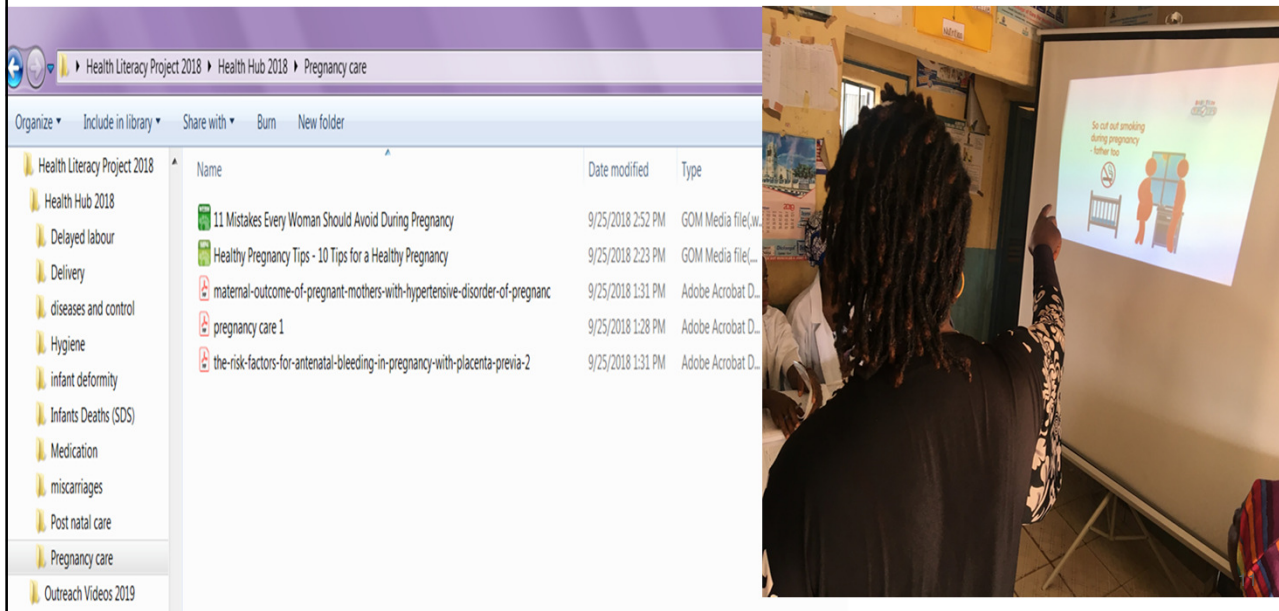 Health Literacy Project 2018 ▸ Health Hub 2018 ▸ Pregnancy care
Organize Include in library Share with Burn New folder
Health Literacy Project 2018
Health Hub 2018
Delayed labour
Delivery
diseases and control
Hygiene
infant deformity
Infants Deaths (SDS)
Medication
miscarriages
Post natal care
Pregnancy care
Outreach Videos 2019
Name Date modified Type
11 Mistakes Every Woman Should Avoid During Pregnancy 9/25/2018 2:52 PM GOM Media file(.w...
Healthy Pregnancy Tips - 10 Tips for a Healthy Pregnancy 9/25/2018 2:23 PM GOM Media file(....
maternal-outcome-of-pregnant-mothers-with-hypertensive-disorder-of-pregnanc 9/25/2018 1:31 PM Adobe Acrobat D...
pregnancy care 1 9/25/2018 1:28 PM Adobe Acrobat D...
the-risk-factors-for-antenatal-bleeding-in-pregnancy-with-placenta-previa-2 9/25/2018 1:31 PM Adobe Acrobat D...
So cut out smoking
during pregnancy
- father too